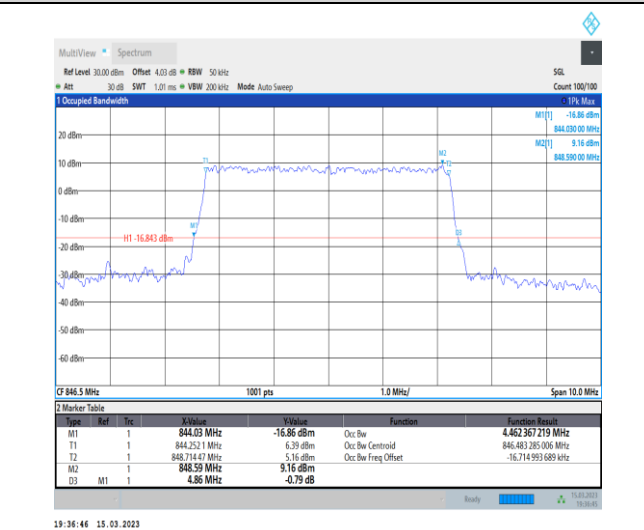 MultiView Spectrum
Ref Level 30.00 dBm Offset 4.03 dB RBW 50 kHz SGL
Att 30 dB SWT 1.01 ms VBW 200 kHz Mode Auto Sweep Count 100/100
1 Occupied Bandwidth 1Pk Max
M1[1] -16.86 dBm
844.030 00 MHz
M2[1] 9.16 dBm
848.590 00 MHz
20 dBm
M2
T1
T2
10 dBm
0 dBm
-10 dBm
M1
D3
H1 -16.843 dBm
-20 dBm
-30 dBm
-40 dBm
-50 dBm
-60 dBm
CF 846.5 MHz 1001 pts 1.0 MHz/ Span 10.0 MHz
2 Marker Table
Type Ref Trc X-Value Y-Value Function Function Result
M1 1 844.03 MHz -16.86 dBm Occ Bw 4.462 367 219 MHz
T1 1 844.252 1 MHz 6.39 dBm Occ Bw Centroid 846.483 285 006 MHz
T2 1 848.714 47 MHz 5.16 dBm Occ Bw Freq Offset -16.714 993 689 kHz
M2 1 848.59 MHz 9.16 dBm
D3 M1 1 4.86 MHz -0.79 dB
Ready 15.03.2023
19:36:45
19:36:46 15.03.2023